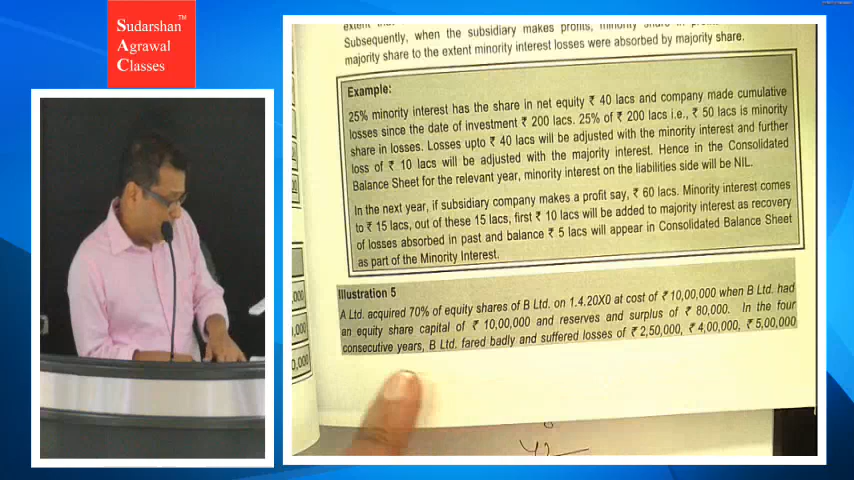 Sudarshan™
Agrawal
Classes
Subsequently, when the subsidiary makes profits, minority share in
majority share to the extent minority interest losses were absorbed by majority share.
Example:
25% minority interest has the share in net equity ₹ 40 lacs and company made cumulative
losses since the date of investment ₹ 200 lacs. 25% of ₹ 200 lacs i.e., ₹ 50 lacs is minority
share in losses. Losses upto ₹ 40 lacs will be adjusted with the minority interest and further
loss of ₹ 10 lacs will be adjusted with the majority interest. Hence in the Consolidated
Balance Sheet for the relevant year, minority interest on the liabilities side will be NIL.
In the next year, if subsidiary company makes a profit say, ₹ 60 lacs. Minority interest comes
to ₹ 15 lacs, out of these 15 lacs, first ₹ 10 lacs will be added to majority interest as recovery
of losses absorbed in past and balance ₹ 5 lacs will appear in Consolidated Balance Sheet
as part of the Minority Interest.
Illustration 5
A Ltd. acquired 70% of equity shares of B Ltd. on 1.4.20X0 at cost of ₹ 10,00,000 when B Ltd. had
an equity share capital of ₹ 10,00,000 and reserves and surplus of ₹ 80,000. In the four
consecutive years, B Ltd. fared badly and suffered losses of ₹ 2,50,000, ₹ 4,00,000, ₹ 5,00,000
,000
,000
0,000